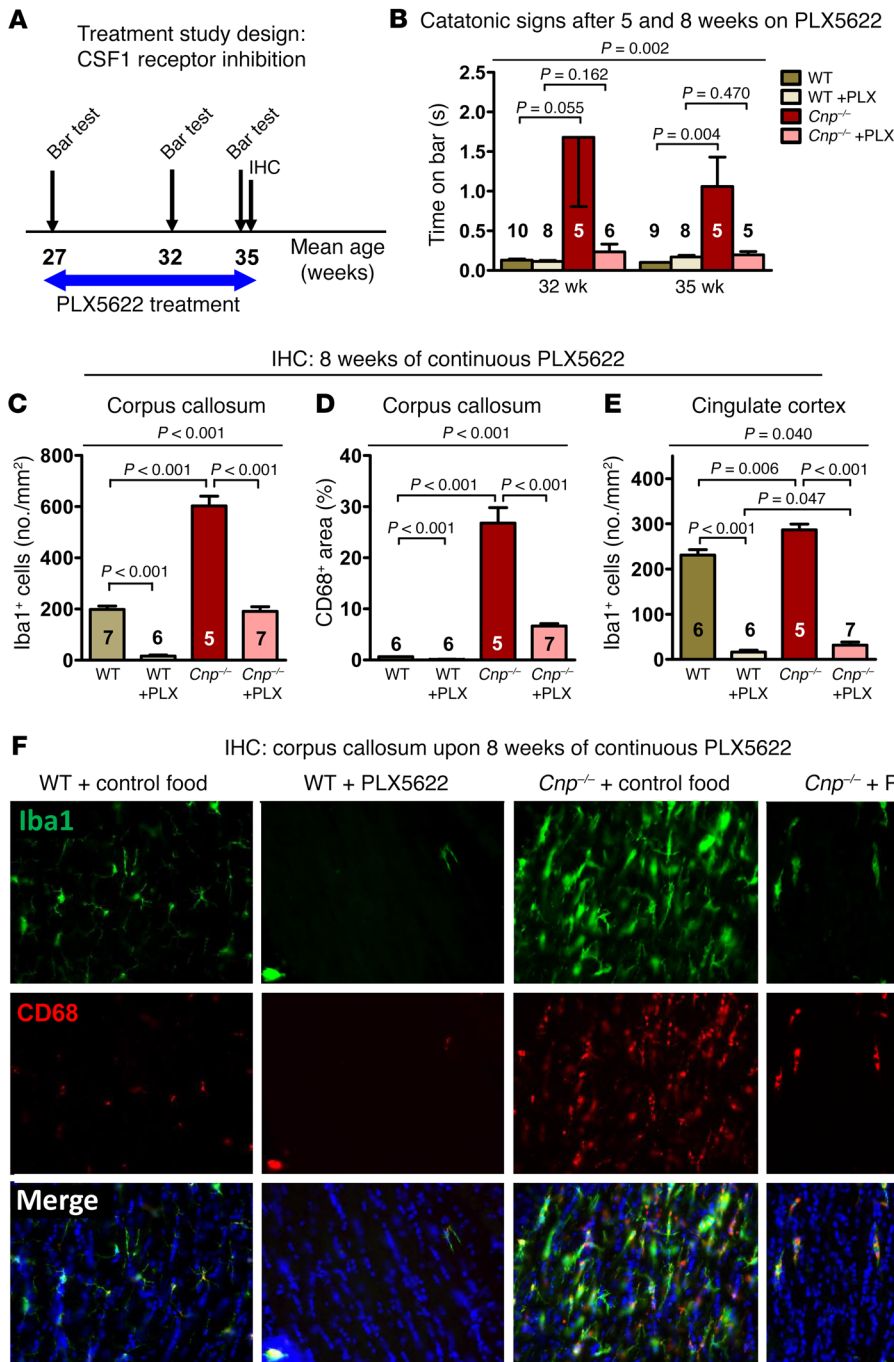 A
Treatment study design:
CSF1 receptor inhibition
Bar test
Bar test
Bar test
IHC
27
32
35
Mean age
(weeks)
PLX5622 treatment
B
Catatonic signs after 5 and 8 weeks on PLX5622
P = 0.002
P = 0.162
P = 0.055
P = 0.470
P = 0.004
WT
WT +PLX
Cnp–/–
Cnp–/– +PLX
Time on bar (s)
2.5
2.0
1.5
1.0
0.5
0.0
10
8
5
6
9
8
5
5
32 wk
35 wk
IHC: 8 weeks of continuous PLX5622
C
Corpus callosum
P < 0.001
P < 0.001
P < 0.001
P < 0.001
Iba1+ cells (no./mm²)
800
600
400
200
0
7
6
5
7
WT
WT
+PLX
Cnp–/–
Cnp–/–
+PLX
D
Corpus callosum
P < 0.001
P < 0.001
P < 0.001
P < 0.001
CD68+ area (%)
40
30
20
10
0
6
6
5
7
WT
WT
+PLX
Cnp–/–
Cnp–/–
+PLX
E
Cingulate cortex
P = 0.040
P = 0.006
P < 0.001
P = 0.047
P < 0.001
Iba1+ cells (no./mm²)
400
300
200
100
0
6
6
5
7
WT
WT
+PLX
Cnp–/–
Cnp–/–
+PLX
F
IHC: corpus callosum upon 8 weeks of continuous PLX5622
WT + control food
WT + PLX5622
Cnp–/– + control food
Cnp–/– +
Iba1
CD68
Merge